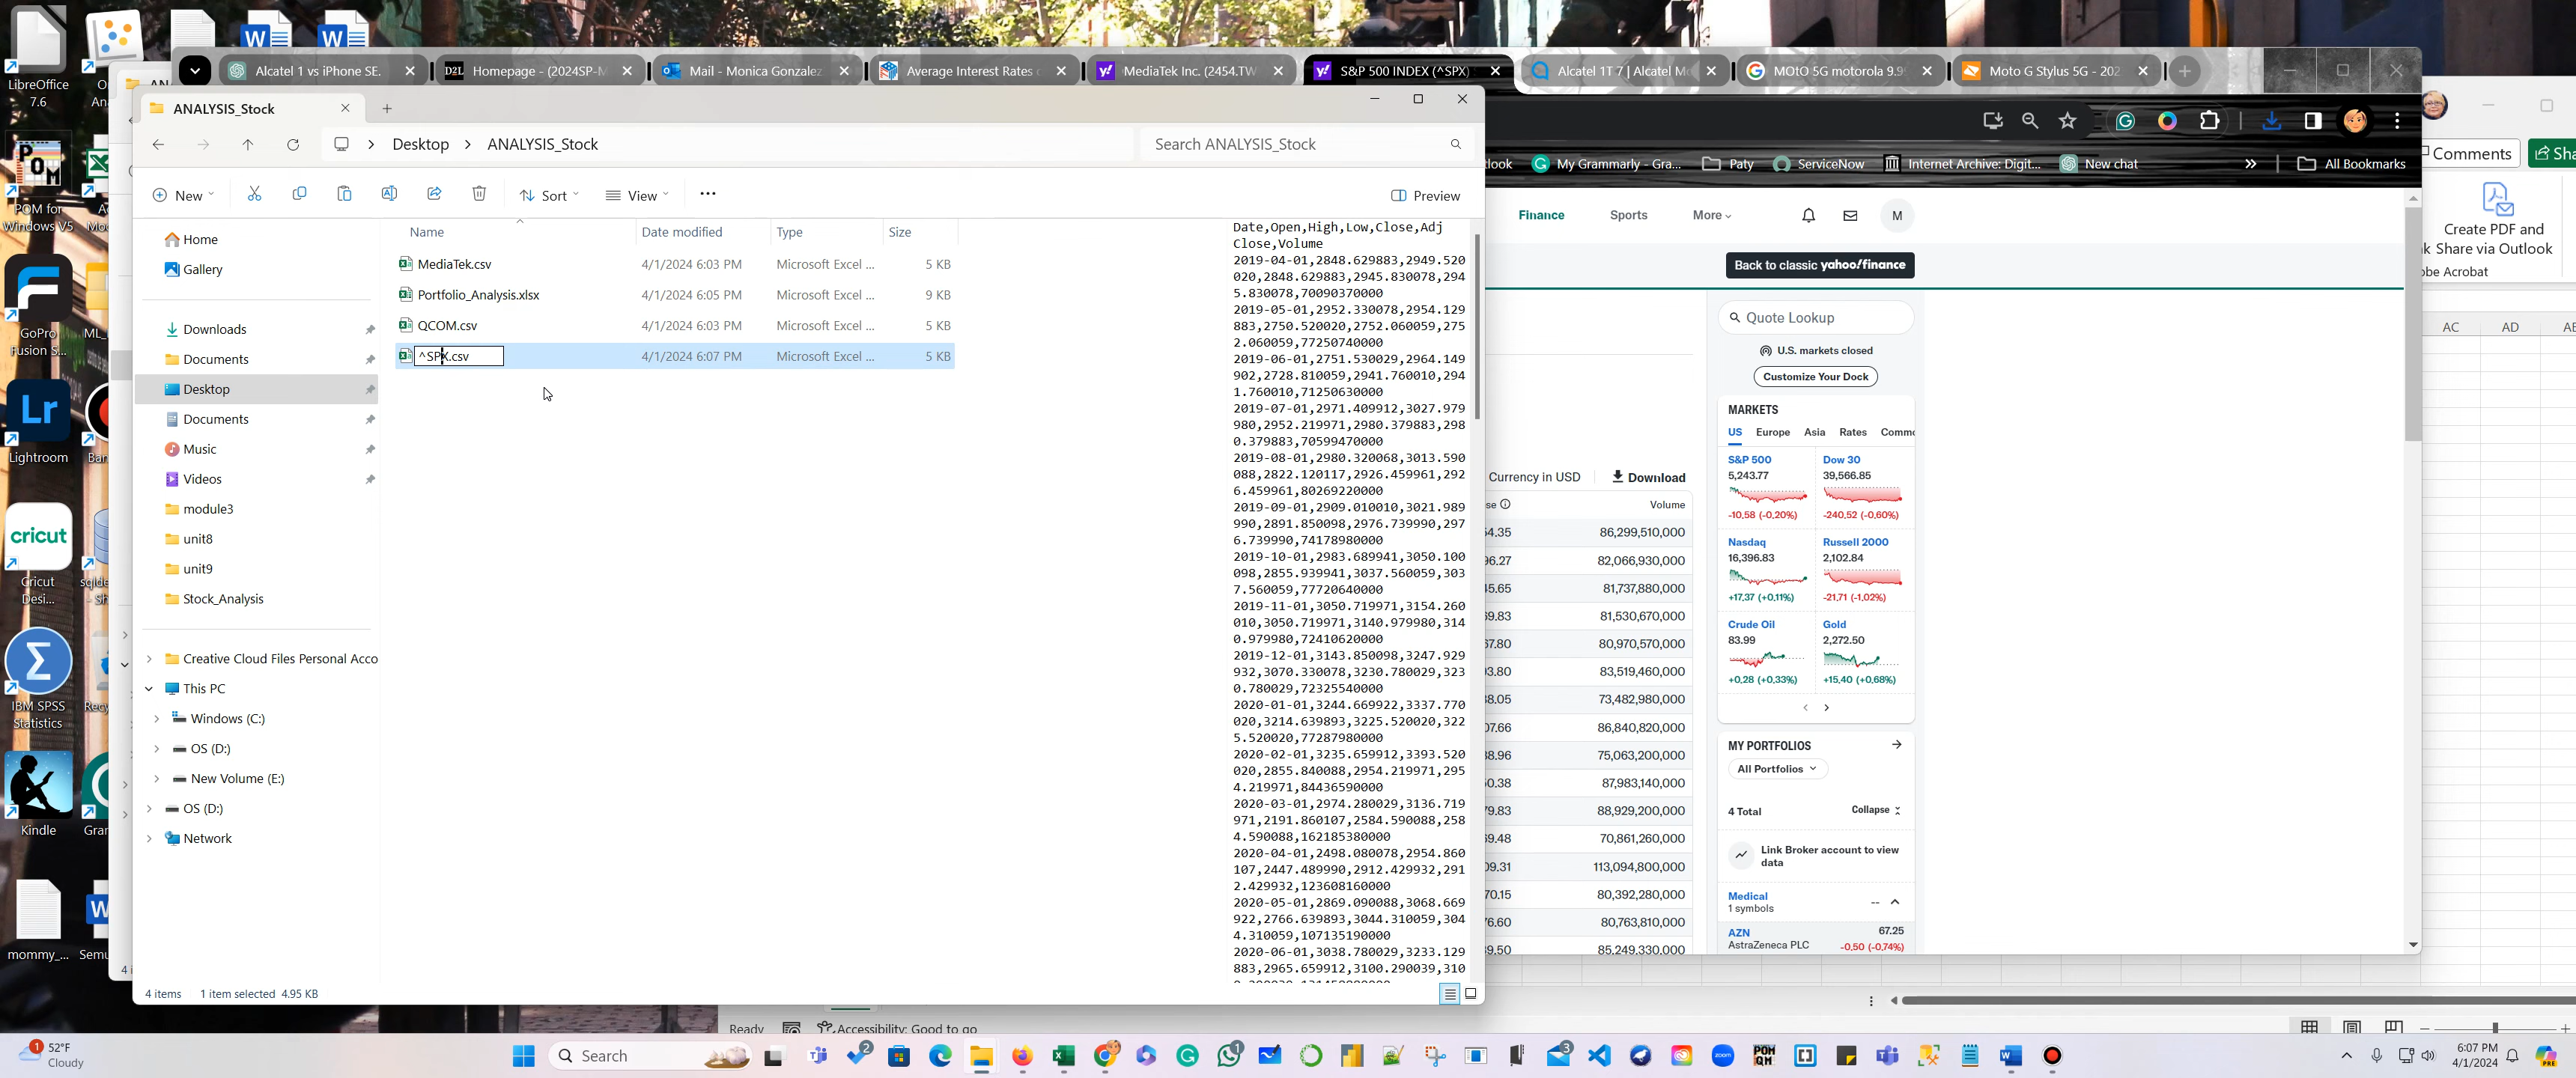 LibreOffice
7.6
POM for
Windows V5
GoPro
Fusion S...
Lightroom
Cricut
Desi...
IBM SPSS
Statistics
Kindle
mommy_...
Alcatel 1 vs iPhone SE.
D2L Homepage - (2024SP-M
Mail - Monica Gonzalez
Average Interest Rates
MediaTek Inc. (2454.TW
S&P 500 INDEX (^SPX)
Alcatel 1T 7 | Alcatel Mo
MOtO 5G motorola 9.9
Moto G Stylus 5G - 202
ANALYSIS_Stock
Desktop > ANALYSIS_Stock
Search ANALYSIS_Stock
New
Sort
View
Preview
My Grammarly - Gra...
Paty
ServiceNow
Internet Archive: Digit...
New chat
All Bookmarks
Comments
Create PDF and
Share via Outlook
Home
Gallery
Downloads
Documents
Desktop
Documents
Music
Videos
module3
unit8
unit9
Stock_Analysis
Creative Cloud Files Personal Acco
This PC
Windows (C:)
OS (D:)
New Volume (E:)
OS (D:)
Network
Name Date modified Type Size
MediaTek.csv 4/1/2024 6:03 PM Microsoft Excel ... 5 KB
Portfolio_Analysis.xlsx 4/1/2024 6:05 PM Microsoft Excel ... 9 KB
QCOM.csv 4/1/2024 6:03 PM Microsoft Excel ... 5 KB
^SPX.csv 4/1/2024 6:07 PM Microsoft Excel ... 5 KB
Date,Open,High,Low,Close,Adj
Close,Volume
2019-04-01,2848.629883,2949.520
020,2848.629883,2945.830078,294
5.830078,70090370000
2019-05-01,2952.330078,2954.129
883,2750.520020,2752.060059,275
2.060059,77250740000
2019-06-01,2751.530029,2964.149
902,2728.810059,2941.760010,294
1.760010,71250630000
2019-07-01,2971.409912,3027.979
980,2952.219971,2980.379883,298
0.379883,70599470000
2019-08-01,2980.320068,3013.590
088,2822.120117,2926.459961,292
6.459961,80269220000
2019-09-01,2909.010010,3021.989
990,2891.850098,2976.739990,297
6.739990,74178980000
2019-10-01,2983.689941,3050.100
098,2855.939941,3037.560059,303
7.560059,77720640000
2019-11-01,3050.719971,3154.260
010,3050.719971,3140.979980,314
0.979980,72410620000
2019-12-01,3143.850098,3247.929
932,3070.330078,3230.780029,323
0.780029,72325540000
2020-01-01,3244.669922,3337.770
020,3214.639893,3225.520020,322
5.520020,77287980000
2020-02-01,3235.659912,3393.520
020,2855.840088,2954.219971,295
4.219971,84436590000
2020-03-01,2974.280029,3136.719
971,2191.860107,2584.590088,258
4.590088,162185380000
2020-04-01,2498.080078,2954.860
107,2447.489990,2912.429932,291
2.429932,123608160000
2020-05-01,2869.090088,3068.669
922,2766.639893,3044.310059,304
4.310059,107135190000
2020-06-01,3038.780029,3233.129
883,2965.659912,3100.290039,310
4 items 1 item selected 4.95 KB
Finance Sports More
M
Back to classic yahoo!finance
Quote Lookup
U.S. markets closed
Customize Your Dock
MARKETS
US Europe Asia Rates Commo
S&P 500 Dow 30
5,243.77 39,566.85
-10.58 (-0.20%) -240.52 (-0.60%)
Nasdaq Russell 2000
16,396.83 2,102.84
+17.37 (+0.11%) -21.71 (-1.02%)
Crude Oil Gold
83.99 2,272.50
+0.28 (+0.33%) +15.40 (+0.68%)
MY PORTFOLIOS
All Portfolios
4 Total Collapse
Link Broker account to view
data
Medical --
1 symbols
AZN 67.25
AstraZeneca PLC -0.50 (-0.74%)
Currency in USD Download
Volume
86,299,510,000
82,066,930,000
81,737,880,000
81,530,670,000
80,970,570,000
83,519,460,000
73,482,980,000
86,840,820,000
75,063,200,000
87,983,140,000
88,929,200,000
70,861,260,000
113,094,800,000
80,392,280,000
80,763,810,000
85,249,330,000
AC AD
Ready Accessibility: Good to go
52°F
Cloudy
Search
6:07 PM
4/1/2024